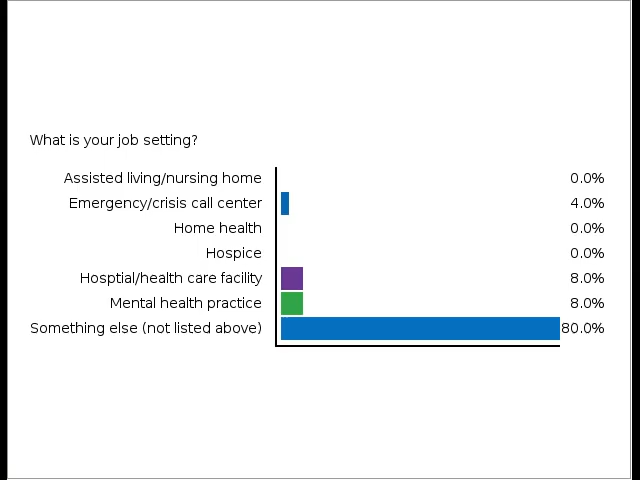 What is your job setting?
Assisted living/nursing home 0.0%
Emergency/crisis call center 4.0%
Home health 0.0%
Hospice 0.0%
Hosptial/health care facility 8.0%
Mental health practice 8.0%
Something else (not listed above) 80.0%